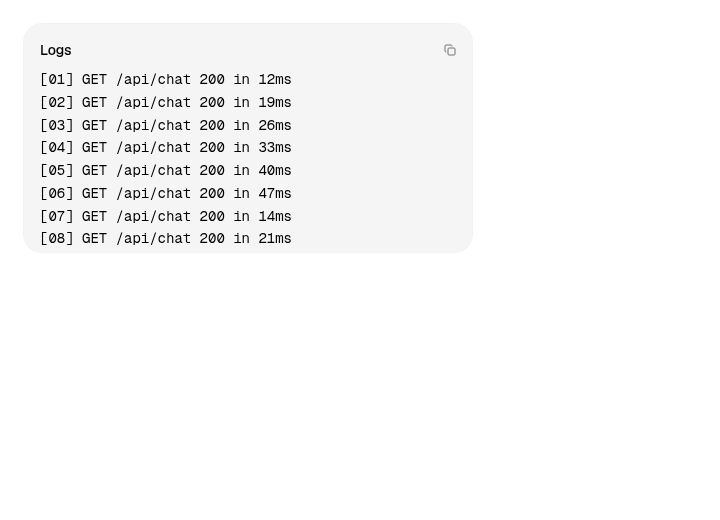 Logs
[01] GET /api/chat 200 in 12ms
[02] GET /api/chat 200 in 19ms
[03] GET /api/chat 200 in 26ms
[04] GET /api/chat 200 in 33ms
[05] GET /api/chat 200 in 40ms
[06] GET /api/chat 200 in 47ms
[07] GET /api/chat 200 in 14ms
[08] GET /api/chat 200 in 21ms